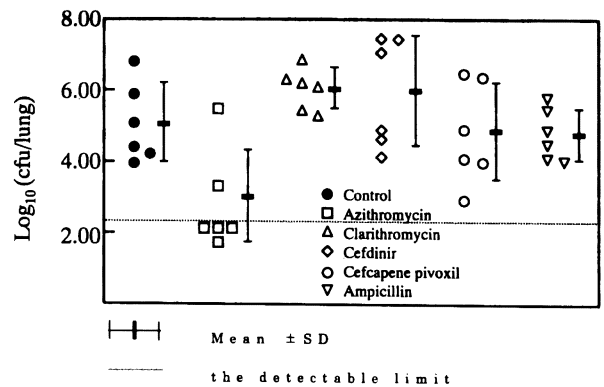 8.00
6.00
4.00
2.00
Log10 (cfu/lung)
Control
Azithromycin
Clarithromycin
Cefdinir
Cefcapene pivoxil
Ampicillin
Mean ±SD
the detectable limit